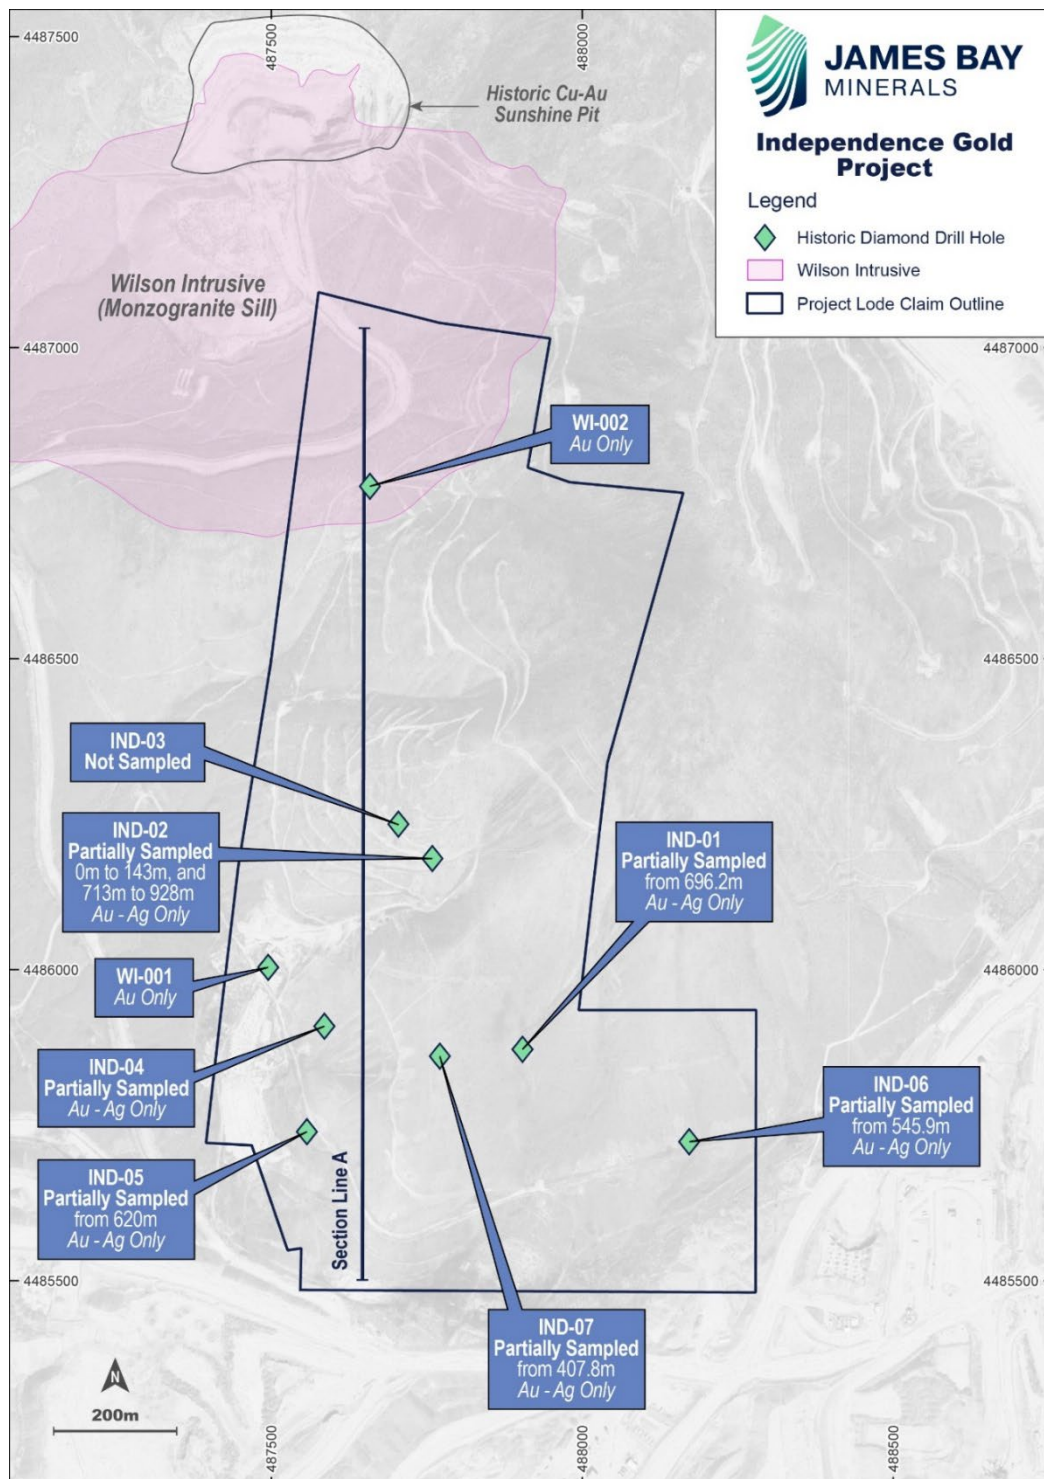 4487500
487500
488000
JAMES BAY
MINERALS
Independence Gold
Project
Legend
Historic Diamond Drill Hole
Wilson Intrusive
Project Lode Claim Outline
Historic Cu-Au
Sunshine Pit
Wilson Intrusive
(Monzogranite Sill)
4487000
4487000
WI-002
Au Only
4486500
4486500
IND-03
Not Sampled
IND-02
Partially Sampled
0m to 143m, and
713m to 928m
Au - Ag Only
IND-01
Partially Sampled
from 696.2m
Au - Ag Only
4486000
WI-001
Au Only
4486000
IND-04
Partially Sampled
Au - Ag Only
IND-06
Partially Sampled
from 545.9m
Au - Ag Only
IND-05
Partially Sampled
from 620m
Au - Ag Only
Section Line A
4485500
4485500
IND-07
Partially Sampled
from 407.8m
Au - Ag Only
N
200m
487500
488000
488500